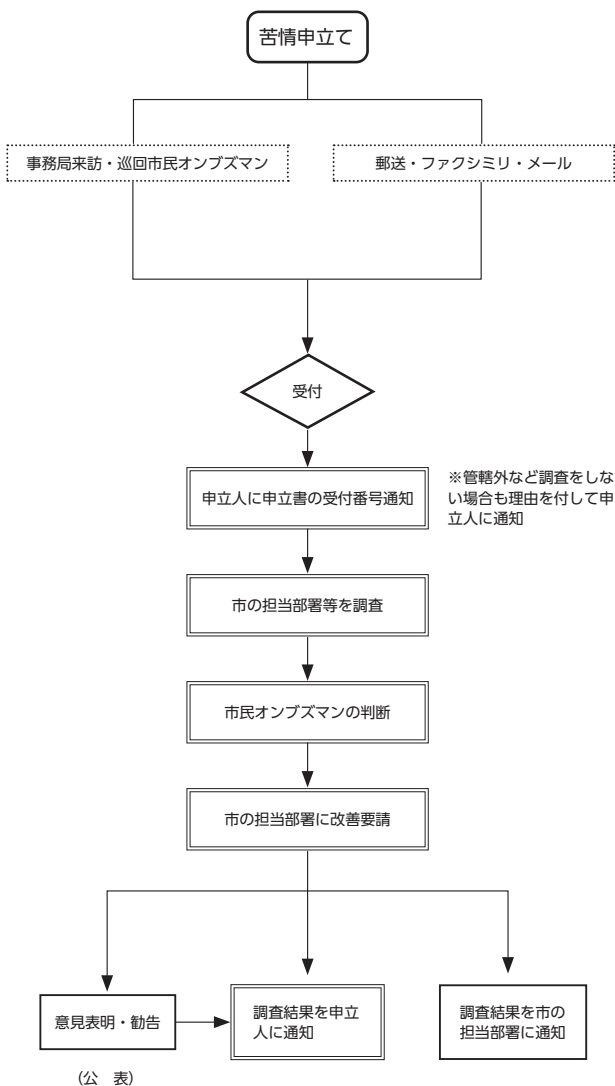 苦情申立て
事務局来訪・巡回市民オンブズマン
郵送・ファクシミリ・メール
受付
申立人に申立書の受付番号通知
※管轄外など調査をしな
い場合も理由を付して申
立人に通知
市の担当部署等を調査
市民オンブズマンの判断
市の担当部署に改善要請
意見表明・勧告
(公　表)
調査結果を申立
人に通知
調査結果を市の
担当部署に通知